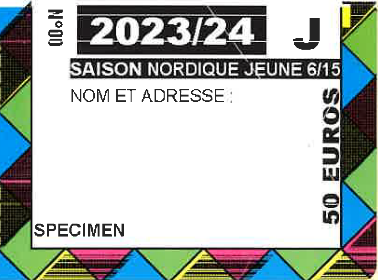 N°00
2023/24 J
SAISON NORDIQUE JEUNE 6/15
NOM ET ADRESSE :
50 EUROS
SPECIMEN